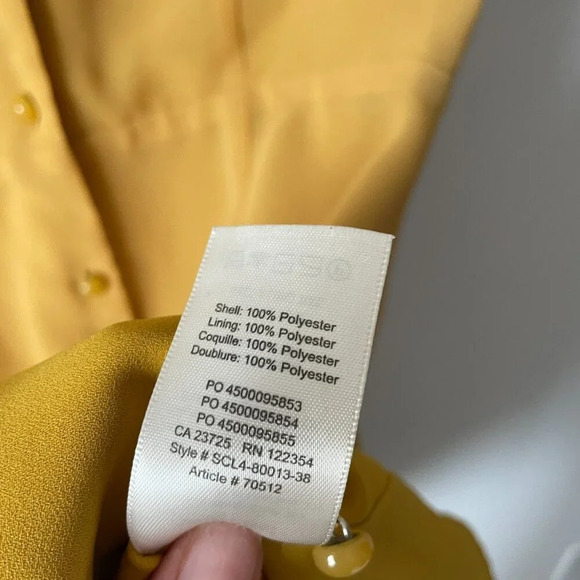 Shell: 100% Polyester
Lining: 100% Polyester
Coquille: 100% Polyester
Doublure: 100% Polyester
PO 4500095853
PO 4500095854
PO 4500095855
CA 23725 RN 122354
Style # SCL4-80013-38
Article # 70512